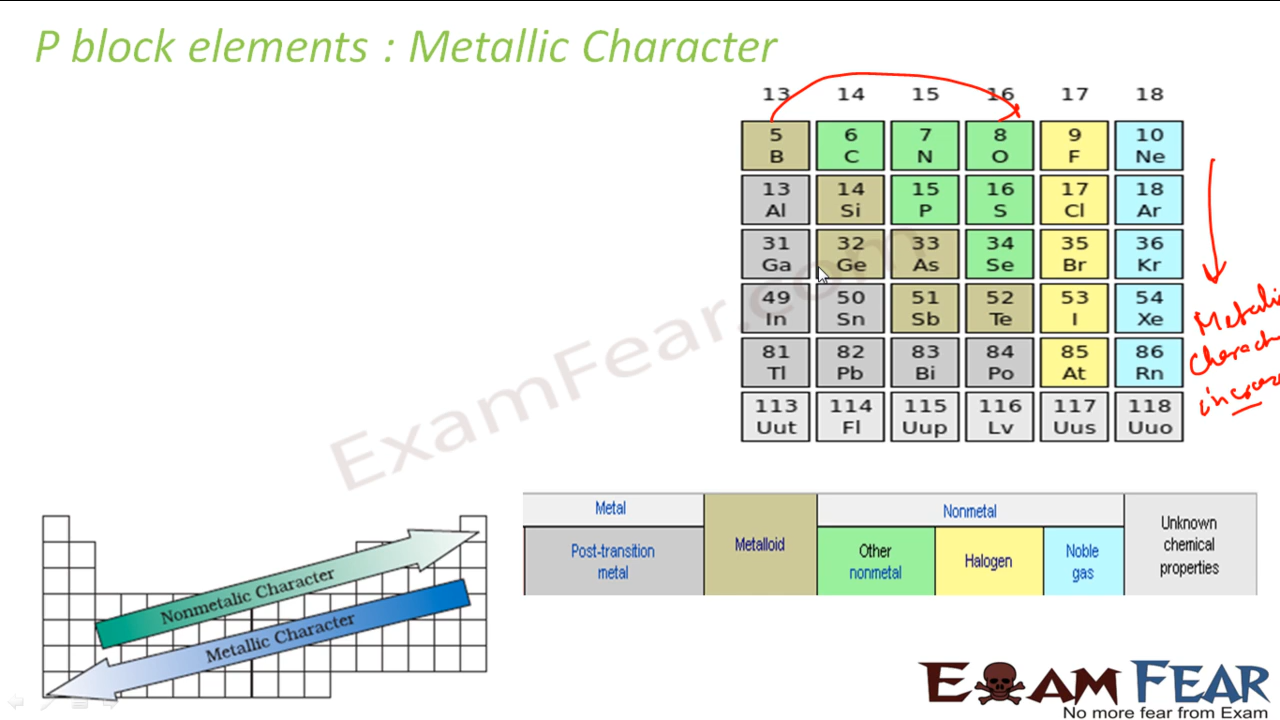 P block elements : Metallic Character
13 14 15 16 17 18
5 6 7 8 9 10
B C N O F Ne
13 14 15 16 17 18
Al Si P S Cl Ar
31 32 33 34 35 36
Ga Ge As Se Br Kr
49 50 51 52 53 54
In Sn Sb Te I Xe
81 82 83 84 85 86
Tl Pb Bi Po At Rn
113 114 115 116 117 118
Uut Fl Uup Lv Uus Uuo
ExamFear.com
Metal
Post-transition
metal
Metalloid
Nonmetal
Other
nonmetal
Halogen
Noble
gas
Unknown
chemical
properties
Nonmetalic Character
Metallic Character
EXAM FEAR
No more fear from Exam